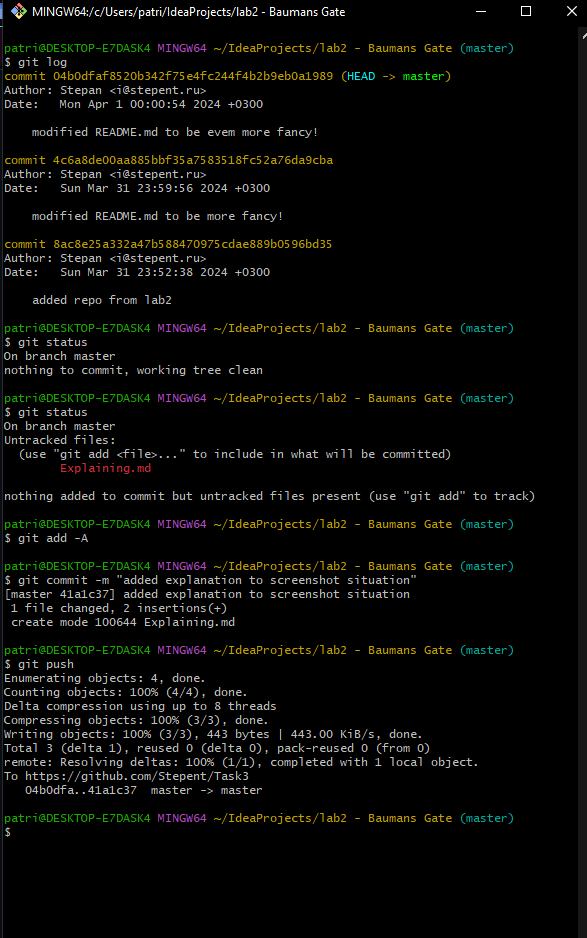 MINGW64:/c/Users/patri/IdeaProjects/lab2 - Baumans Gate
patri@DESKTOP-E7DASK4 MINGW64 ~/IdeaProjects/lab2 - Baumans Gate (master)
$ git log
commit 04b0dfaf8520b342f75e4fc244f4b2b9eb0a1989 (HEAD -> master)
Author: Stepan <i@stepent.ru>
Date:   Mon Apr 1 00:00:54 2024 +0300
    modified README.md to be evem more fancy!
commit 4c6a8de00aa885bbf35a7583518fc52a76da9cba
Author: Stepan <i@stepent.ru>
Date:   Sun Mar 31 23:59:56 2024 +0300
    modified README.md to be more fancy!
commit 8ac8e25a332a47b588470975cdae889b0596bd35
Author: Stepan <i@stepent.ru>
Date:   Sun Mar 31 23:52:38 2024 +0300
    added repo from lab2
patri@DESKTOP-E7DASK4 MINGW64 ~/IdeaProjects/lab2 - Baumans Gate (master)
$ git status
On branch master
nothing to commit, working tree clean
patri@DESKTOP-E7DASK4 MINGW64 ~/IdeaProjects/lab2 - Baumans Gate (master)
$ git status
On branch master
Untracked files:
  (use "git add <file>..." to include in what will be committed)
        Explaining.md
nothing added to commit but untracked files present (use "git add" to track)
patri@DESKTOP-E7DASK4 MINGW64 ~/IdeaProjects/lab2 - Baumans Gate (master)
$ git add -A
patri@DESKTOP-E7DASK4 MINGW64 ~/IdeaProjects/lab2 - Baumans Gate (master)
$ git commit -m "added explanation to screenshot situation"
[master 41a1c37] added explanation to screenshot situation
 1 file changed, 2 insertions(+)
 create mode 100644 Explaining.md
patri@DESKTOP-E7DASK4 MINGW64 ~/IdeaProjects/lab2 - Baumans Gate (master)
$ git push
Enumerating objects: 4, done.
Counting objects: 100% (4/4), done.
Delta compression using up to 8 threads
Compressing objects: 100% (3/3), done.
Writing objects: 100% (3/3), 443 bytes | 443.00 KiB/s, done.
Total 3 (delta 1), reused 0 (delta 0), pack-reused 0 (from 0)
remote: Resolving deltas: 100% (1/1), completed with 1 local object.
To https://github.com/Stepent/Task3
   04b0dfa..41a1c37  master -> master
patri@DESKTOP-E7DASK4 MINGW64 ~/IdeaProjects/lab2 - Baumans Gate (master)
$